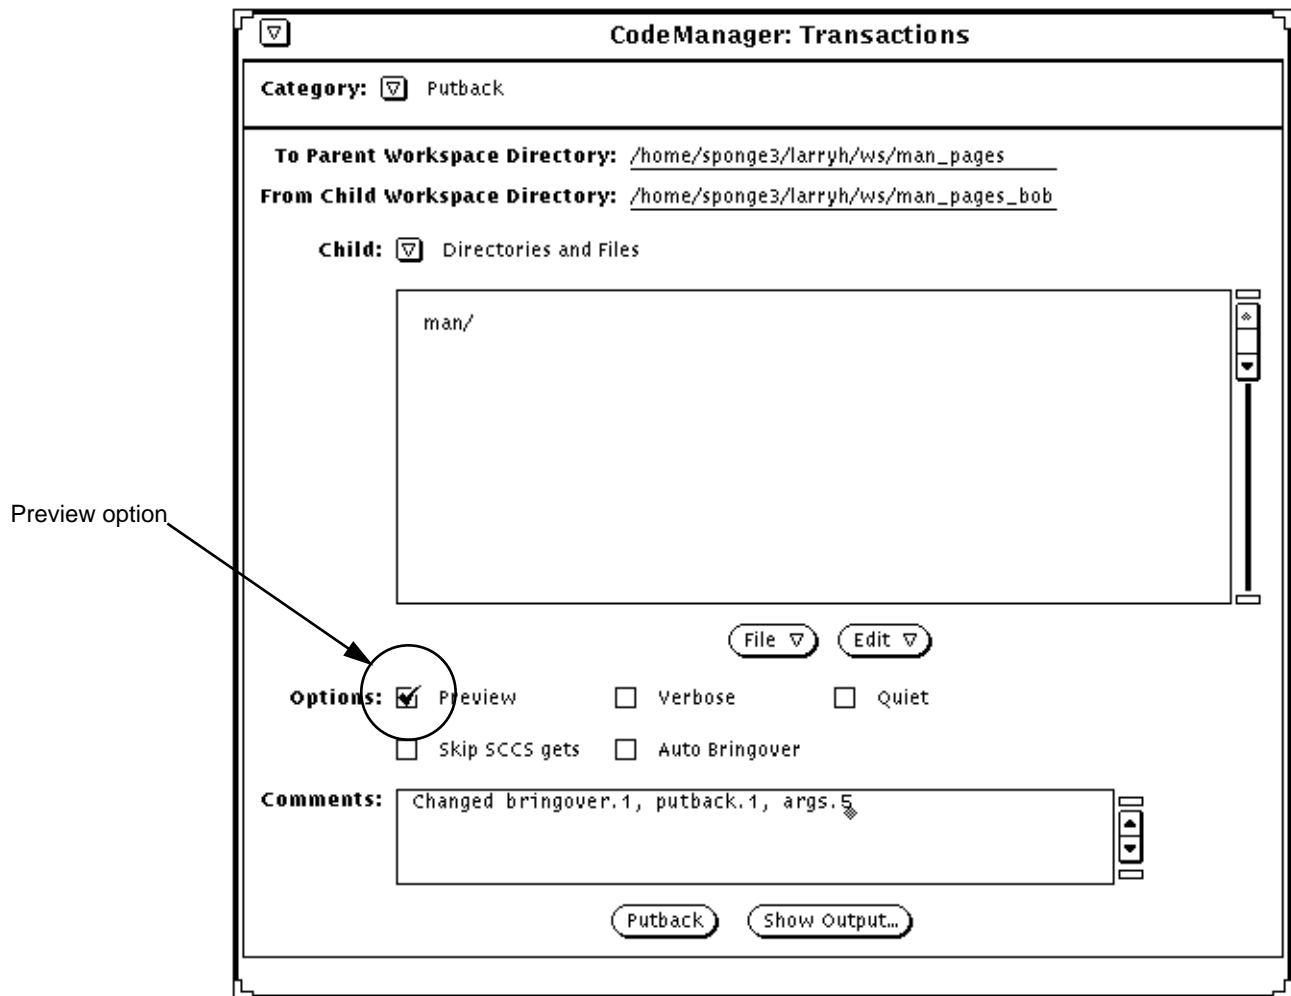 CodeManager: Transactions
Category: Putback
To Parent Workspace Directory: /home/sponge3/larryh/ws/man_pages
From Child Workspace Directory: /home/sponge3/larryh/ws/man_pages_bob
Child: Directories and Files
man/
Preview option
File Edit
Options: Preview Verbose Quiet
Skip SCCS gets Auto Bringover
Comments: Changed bringover.1, putback.1, args.5
Putback Show Output...